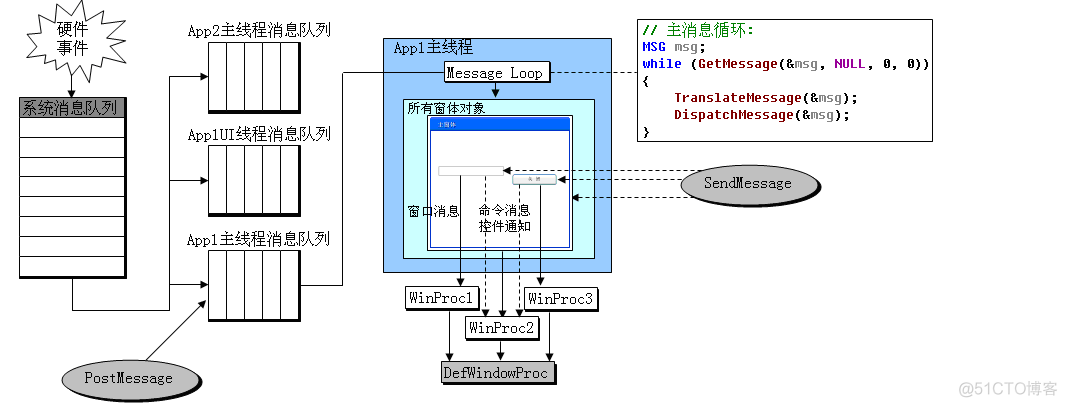 硬件
事件
系统消息队列
App2主线程消息队列
App1UI线程消息队列
App1主线程消息队列
PostMessage
App1主线程
Message Loop
所有窗体对象
主窗体
窗口消息
命令消息
控件通知
WinProc1
WinProc3
WinProc2
DefWindowProc
// 主消息循环:
MSG msg;
while (GetMessage(&msg, NULL, 0, 0))
{
TranslateMessage(&msg);
DispatchMessage(&msg);
}
SendMessage
@51CTO博客